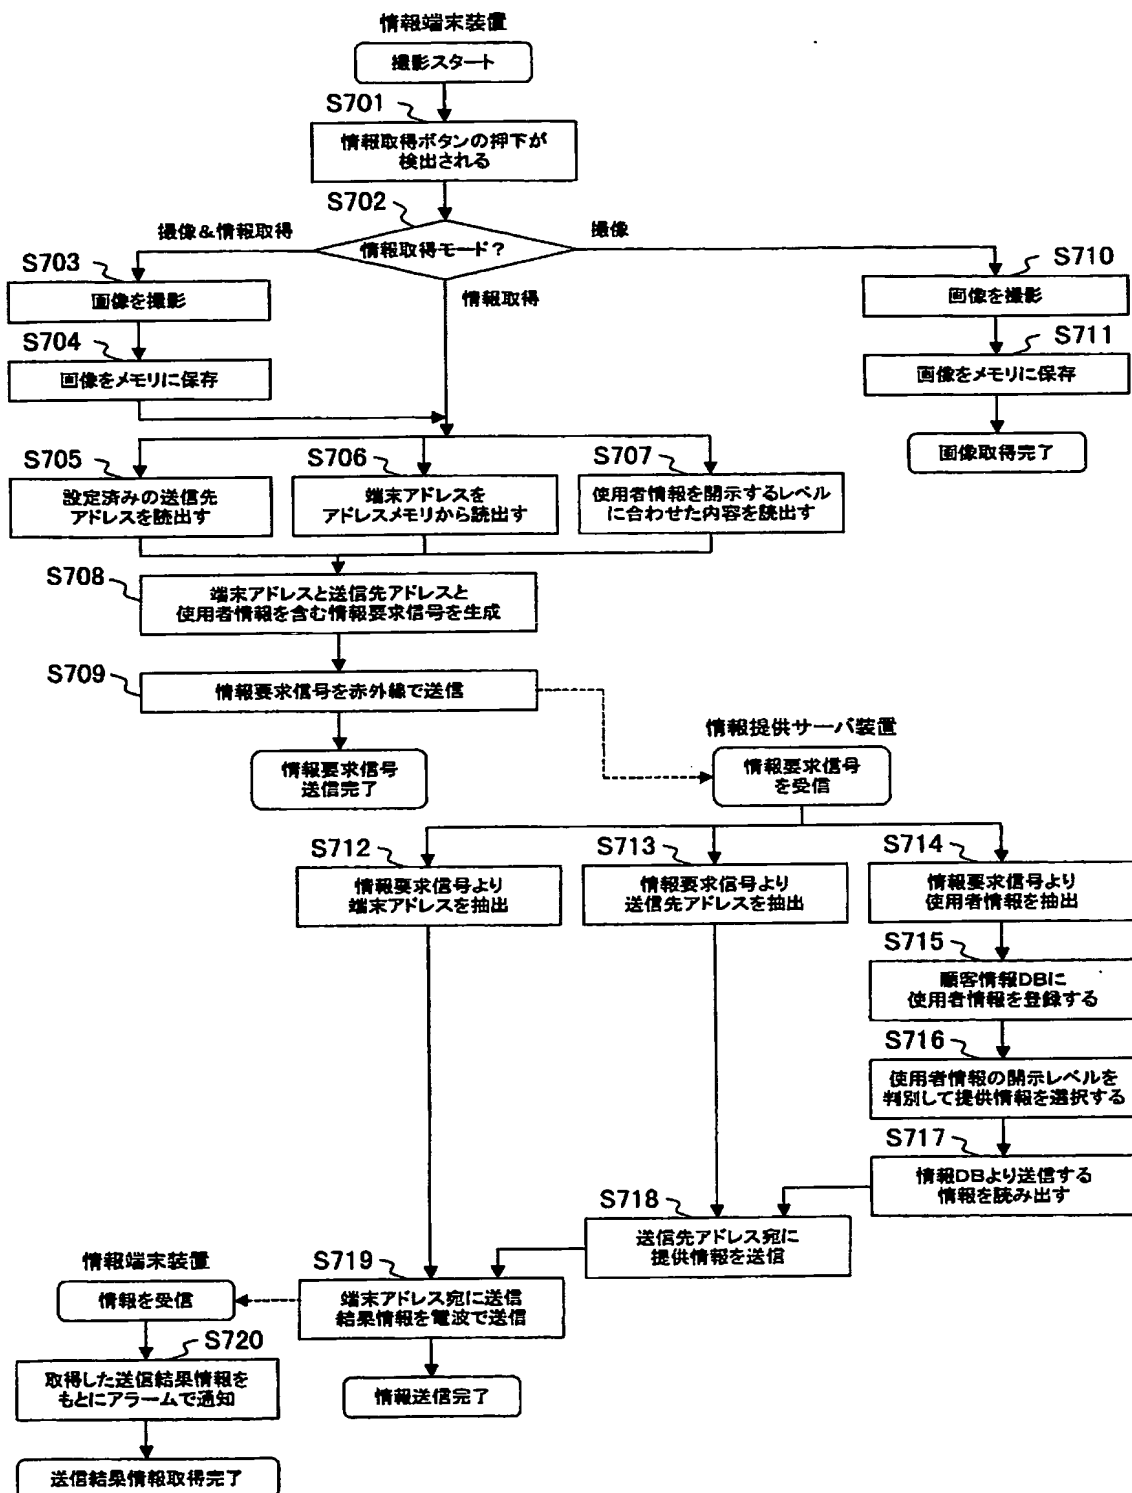 情報端末装置
撮影スタート
S701
情報取得ボタンの押下が
検出される
S702
情報取得モード?
撮像&情報取得
撮像
情報取得
S703
画像を撮影
S704
画像をメモリに保存
S710
画像を撮影
S711
画像をメモリに保存
画像取得完了
S705
設定済みの送信先
アドレスを読出す
S706
端末アドレスを
アドレスメモリから読出す
S707
使用者情報を開示するレベル
に合わせた内容を読出す
S708
端末アドレスと送信先アドレスと
使用者情報を含む情報要求信号を生成
S709
情報要求信号を赤外線で送信
情報要求信号
送信完了
情報提供サーバ装置
情報要求信号
を受信
S712
情報要求信号より
端末アドレスを抽出
S713
情報要求信号より
送信先アドレスを抽出
S714
情報要求信号より
使用者情報を抽出
S715
顧客情報DBに
使用者情報を登録する
S716
使用者情報の開示レベルを
判別して提供情報を選択する
S717
情報DBより送信する
情報を読み出す
S718
送信先アドレス宛に
提供情報を送信
S719
端末アドレス宛に送信
結果情報を電波で送信
情報送信完了
情報端末装置
情報を受信
S720
取得した送信結果情報を
もとにアラームで通知
送信結果情報取得完了